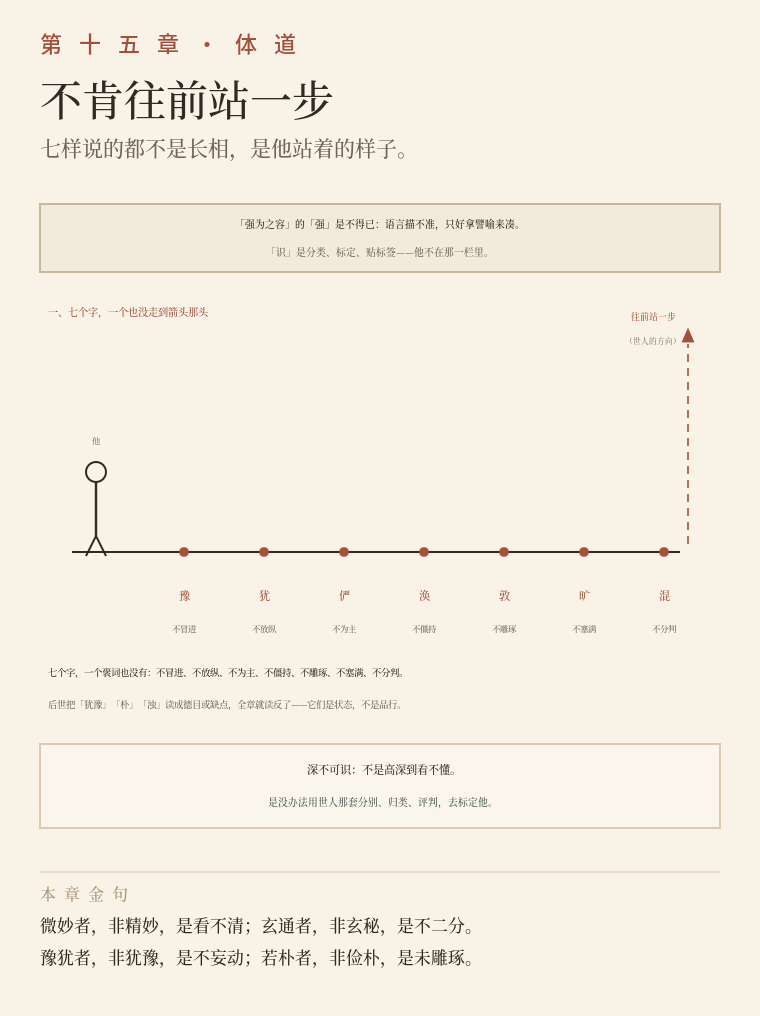 第十五章·体道
不肯往前站一步
七样说的都不是长相，是他站着的样子。
「强为之容」的「强」是不得已：语言描不准，只好拿譬喻来凑。
「识」是分类、标定、贴标签——他不在那一栏里。
一、七个字，一个也没走到箭头那头
往前站一步
（世人的方向）
他
豫 犹 俨 涣 敦 旷 混
不冒进 不放纵 不为主 不僵持 不雕琢 不塞满 不分判
七个字，一个褒词也没有：不冒进、不放纵、不为主、不僵持、不雕琢、不塞满、不分判。
后世把「犹豫」「朴」「浊」读成德目或缺点，全章就读反了——它们是状态，不是品行。
深不可识：不是高深到看不懂。
是没办法用世人那套分别、归类、评判，去标定他。
本章金句
微妙者，非精妙，是看不清；玄通者，非玄秘，是不二分。
豫犹者，非犹豫，是不妄动；若朴者，非俭朴，是未雕琢。